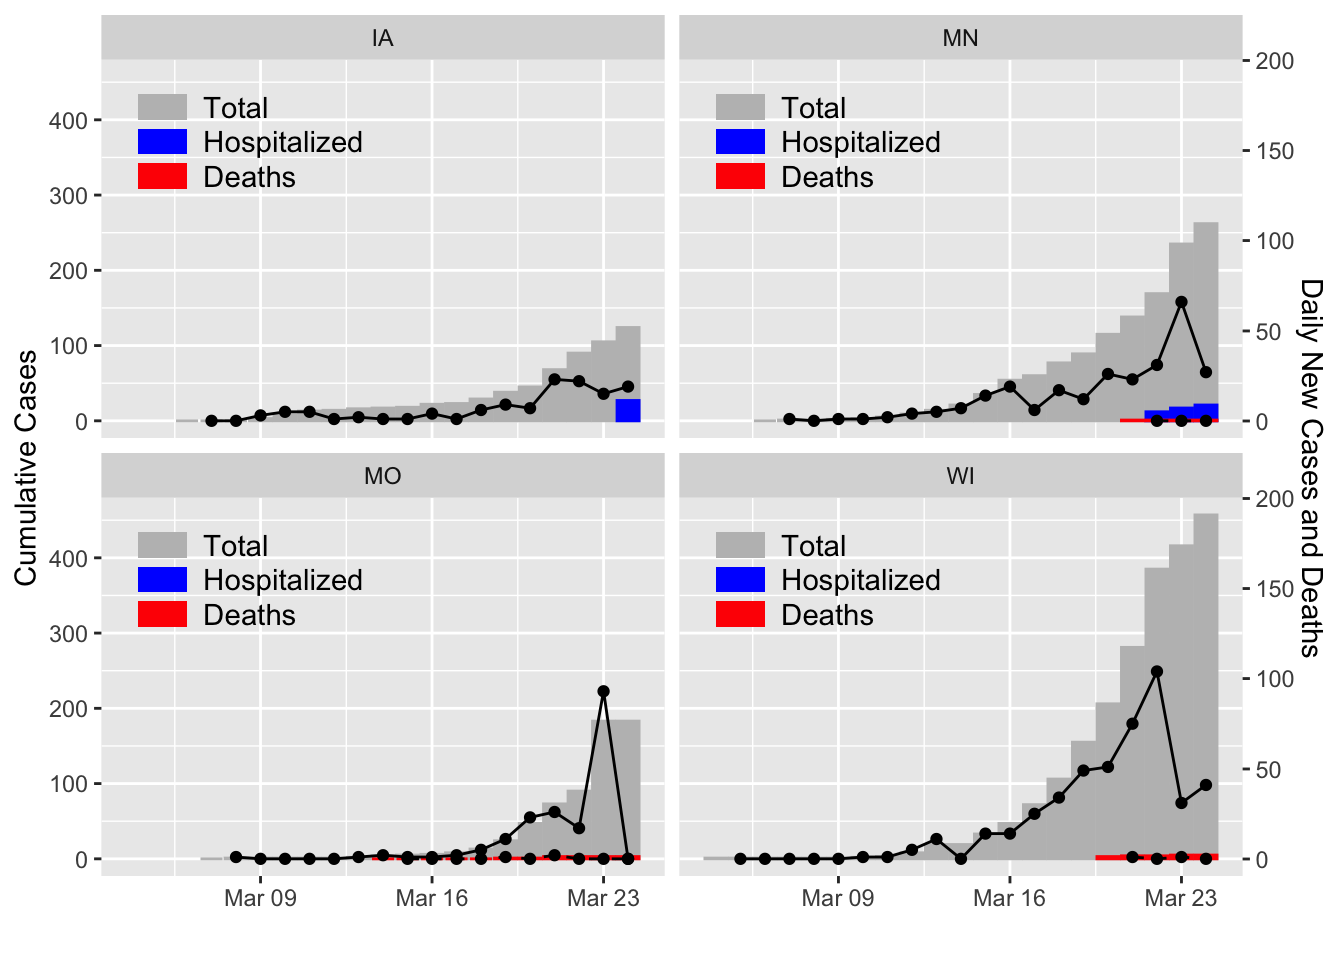 IA
MN
Total
Hospitalized
Deaths
Total
Hospitalized
Deaths
400
300
200
100
0
200
150
100
50
0
MO
WI
Total
Hospitalized
Deaths
Total
Hospitalized
Deaths
400
300
200
100
0
200
150
100
50
0
Mar 09
Mar 16
Mar 23
Mar 09
Mar 16
Mar 23
Cumulative Cases
Daily New Cases and Deaths